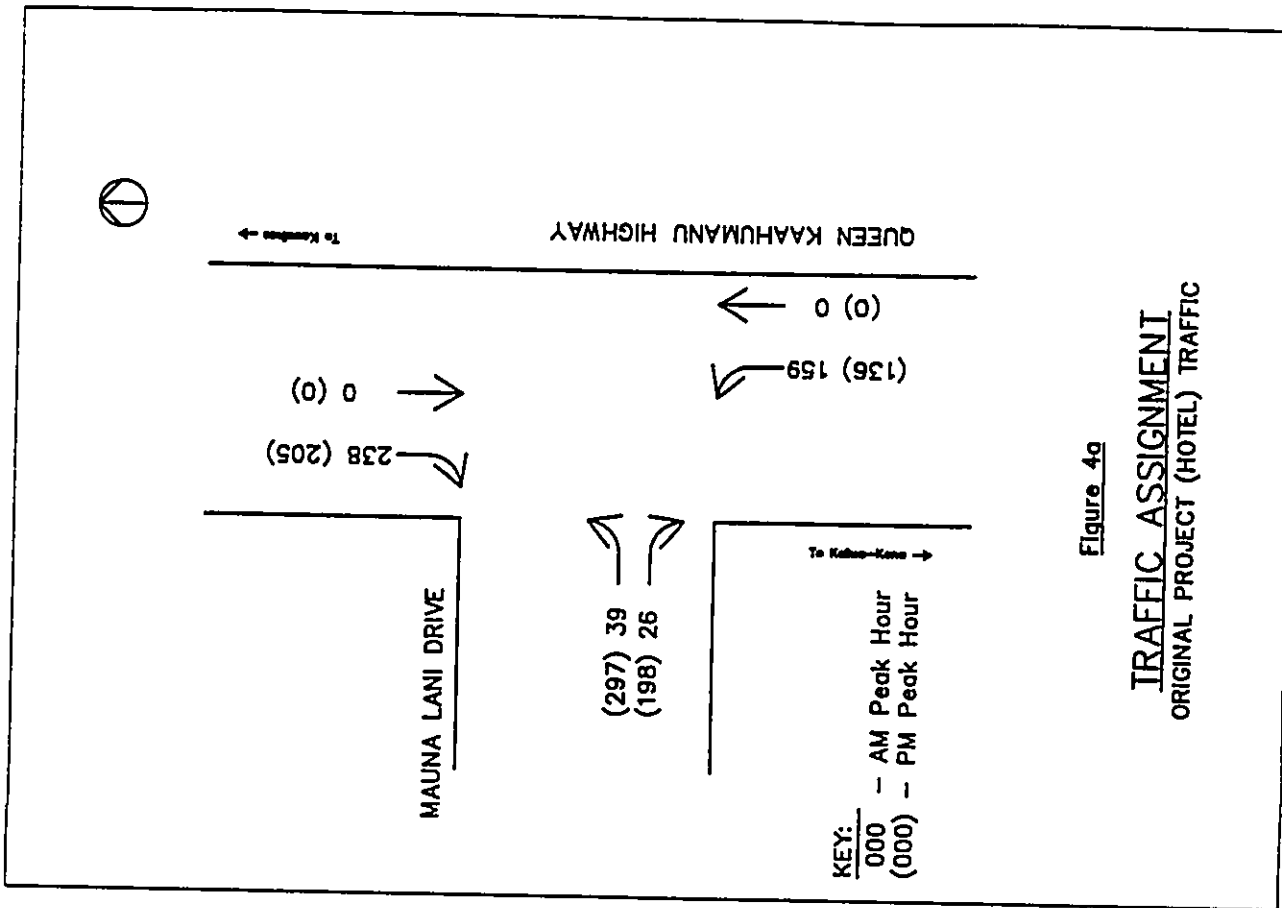 To Kawaihae
QUEEN KAAHUMANU HIGHWAY
0 (0)
238 (205)
(0) 0
(136) 159
MAUNA LANI DRIVE
(297) 39
(198) 26
To Kailua-Kona
KEY:
000 - AM Peak Hour
(000) - PM Peak Hour
Figure 4a
TRAFFIC ASSIGNMENT
ORIGINAL PROJECT (HOTEL) TRAFFIC